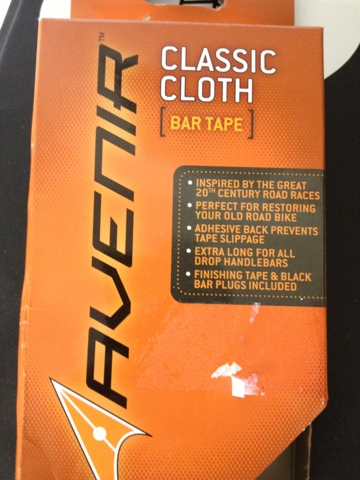 AVENIR™
CLASSIC
CLOTH
[BAR TAPE]
• INSPIRED BY THE GREAT
20TH CENTURY ROAD RACES
• PERFECT FOR RESTORING
YOUR OLD ROAD BIKE
• ADHESIVE BACK PREVENTS
TAPE SLIPPAGE
• EXTRA LONG FOR ALL
DROP HANDLEBARS
• FINISHING TAPE & BLACK
BAR PLUGS INCLUDED